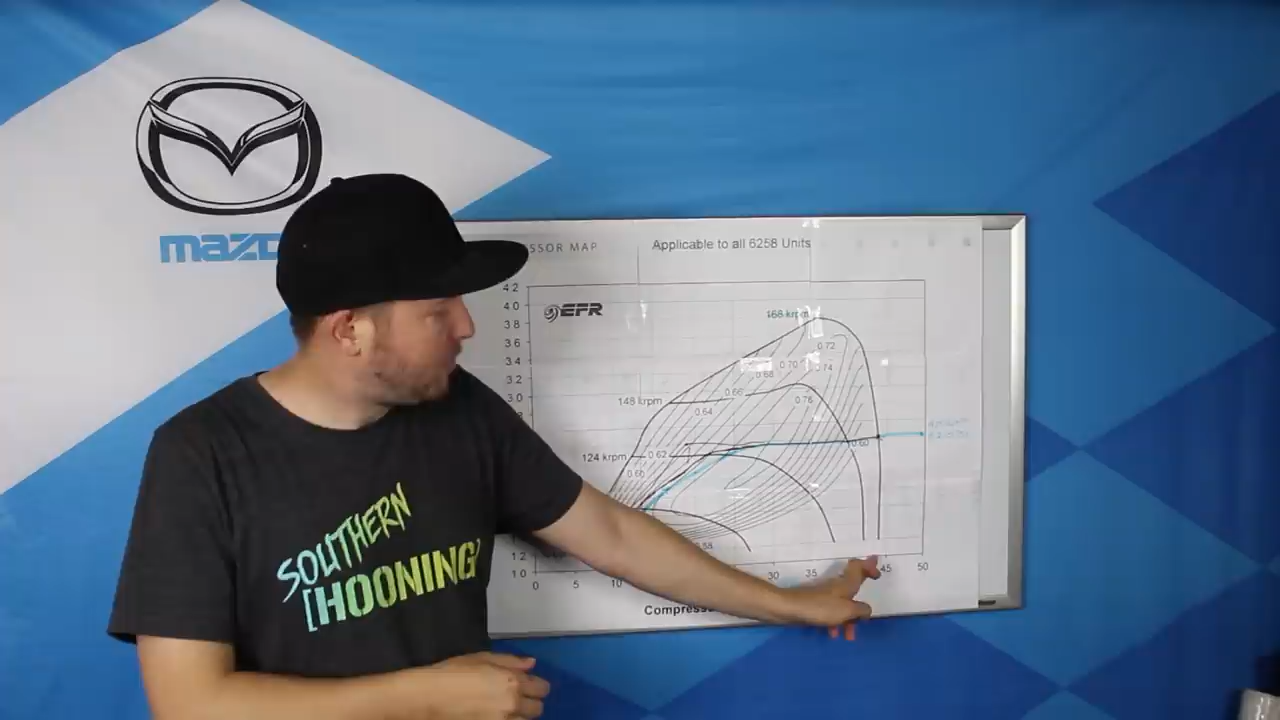 mazd
SSOR MAP
Applicable to all 6258 Units
EFR
4.2
4.0
3.8
3.6
3.4
3.2
3.0
168 krpm
148 krpm
124 krpm
0.72
0.70
0.74
0.68
0.66
0.76
0.64
0.62
0.60
0.60
0.58
1.2
1.0
0
5
10
30
35
45
50
Compress
SOUTHERN
[HOONING]